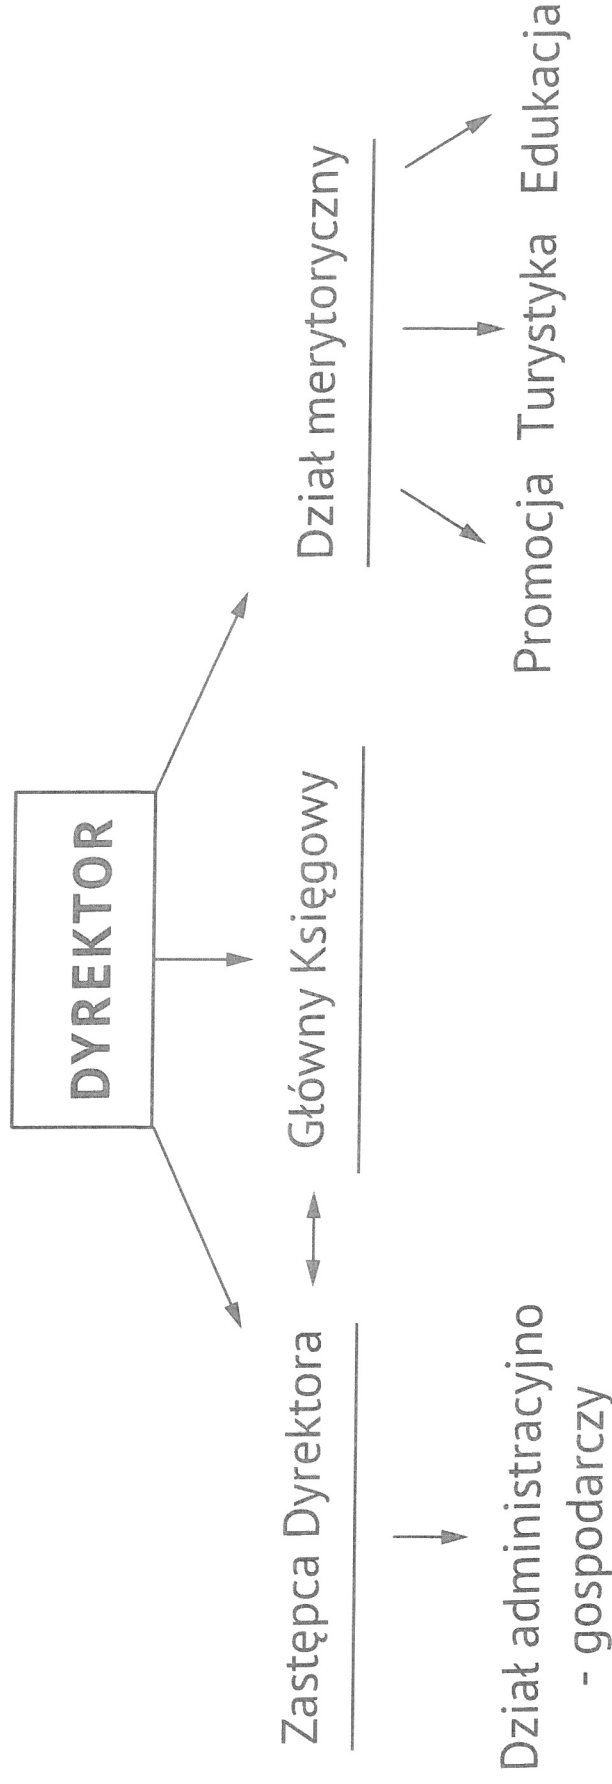 DYREKTOR
Zastępca Dyrektora
Główny Księgowy
Dział merytoryczny
Dział administracyjno
- gospodarczy
Promocja
Turystyka
Edukacja